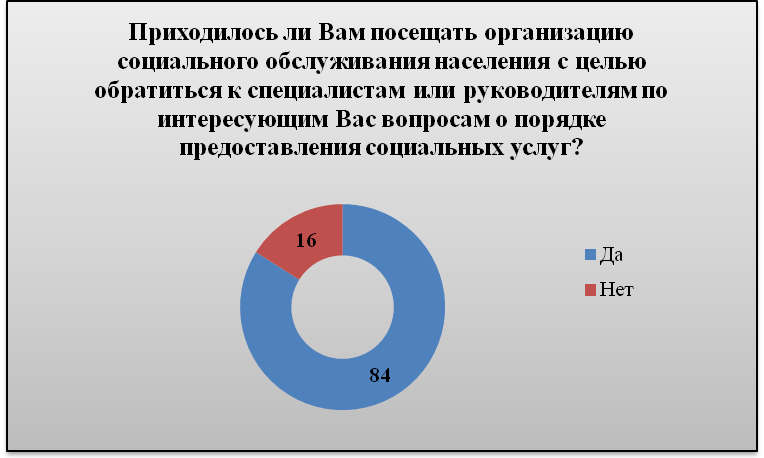 Приходилось ли Вам посещать организацию
социального обслуживания населения с целью
обратиться к специалистам или руководителям по
интересующим Вас вопросам о порядке
предоставления социальных услуг?
16
Да
Нет
84